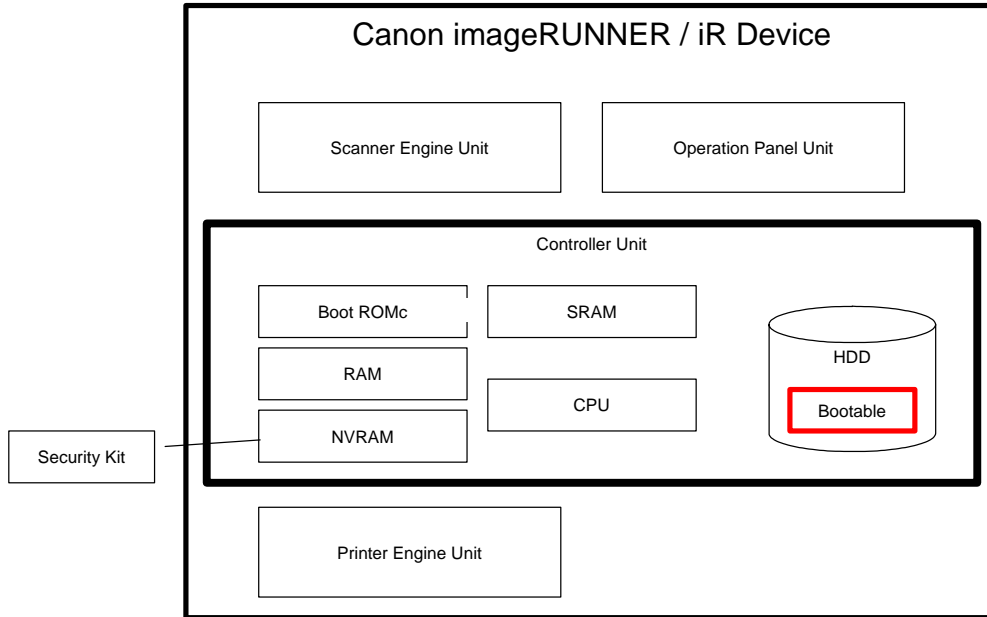 Canon imageRUNNER / iR Device
Scanner Engine Unit
Operation Panel Unit
Controller Unit
Boot ROMc
SRAM
HDD
RAM
CPU
Bootable
NVRAM
Security Kit
Printer Engine Unit